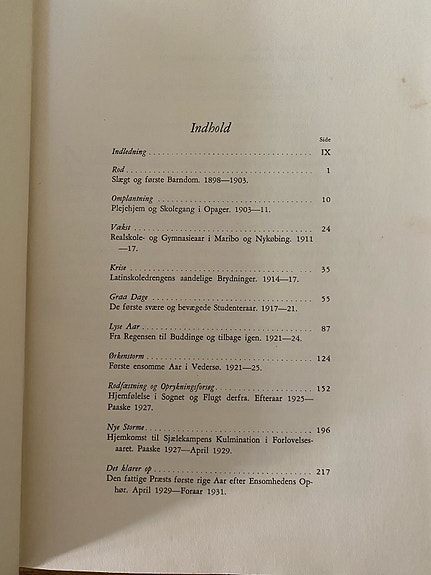 Indhold
Side
Indledning ........ IX
Rod ........ 1
Slægt og første Barndom. 1898—1903.
Omplantning ........ 10
Plejehjem og Skolegang i Opager. 1903—11.
Vækst ........ 24
Realskole- og Gymnasieaar i Maribo og Nykøbing. 1911
—17.
Krise ........ 35
Latinskoledrengens aandelige Brydninger. 1914—17.
Graa Dage ........ 55
De første svære og bevægede Studenteraar. 1917—21.
Lyse Aar ........ 87
Fra Regensen til Buddinge og tilbage igen. 1921—24.
Ørkenstorm ........ 124
Første ensomme Aar i Vedersø. 1921—25.
Rodfæstning og Oprykningsforsøg ........ 152
Hjemfølelse i Sognet og Flugt derfra. Efteraar 1925—
Paaske 1927.
Nye Storme ........ 196
Hjemkomst til Sjælekampens Kulmination i Forlovelses-
aaret. Paaske 1927—April 1929.
Det klarer op ........ 217
Den fattige Præsts første rige Aar efter Ensomhedens Op-
hør. April 1929—Foraar 1931.